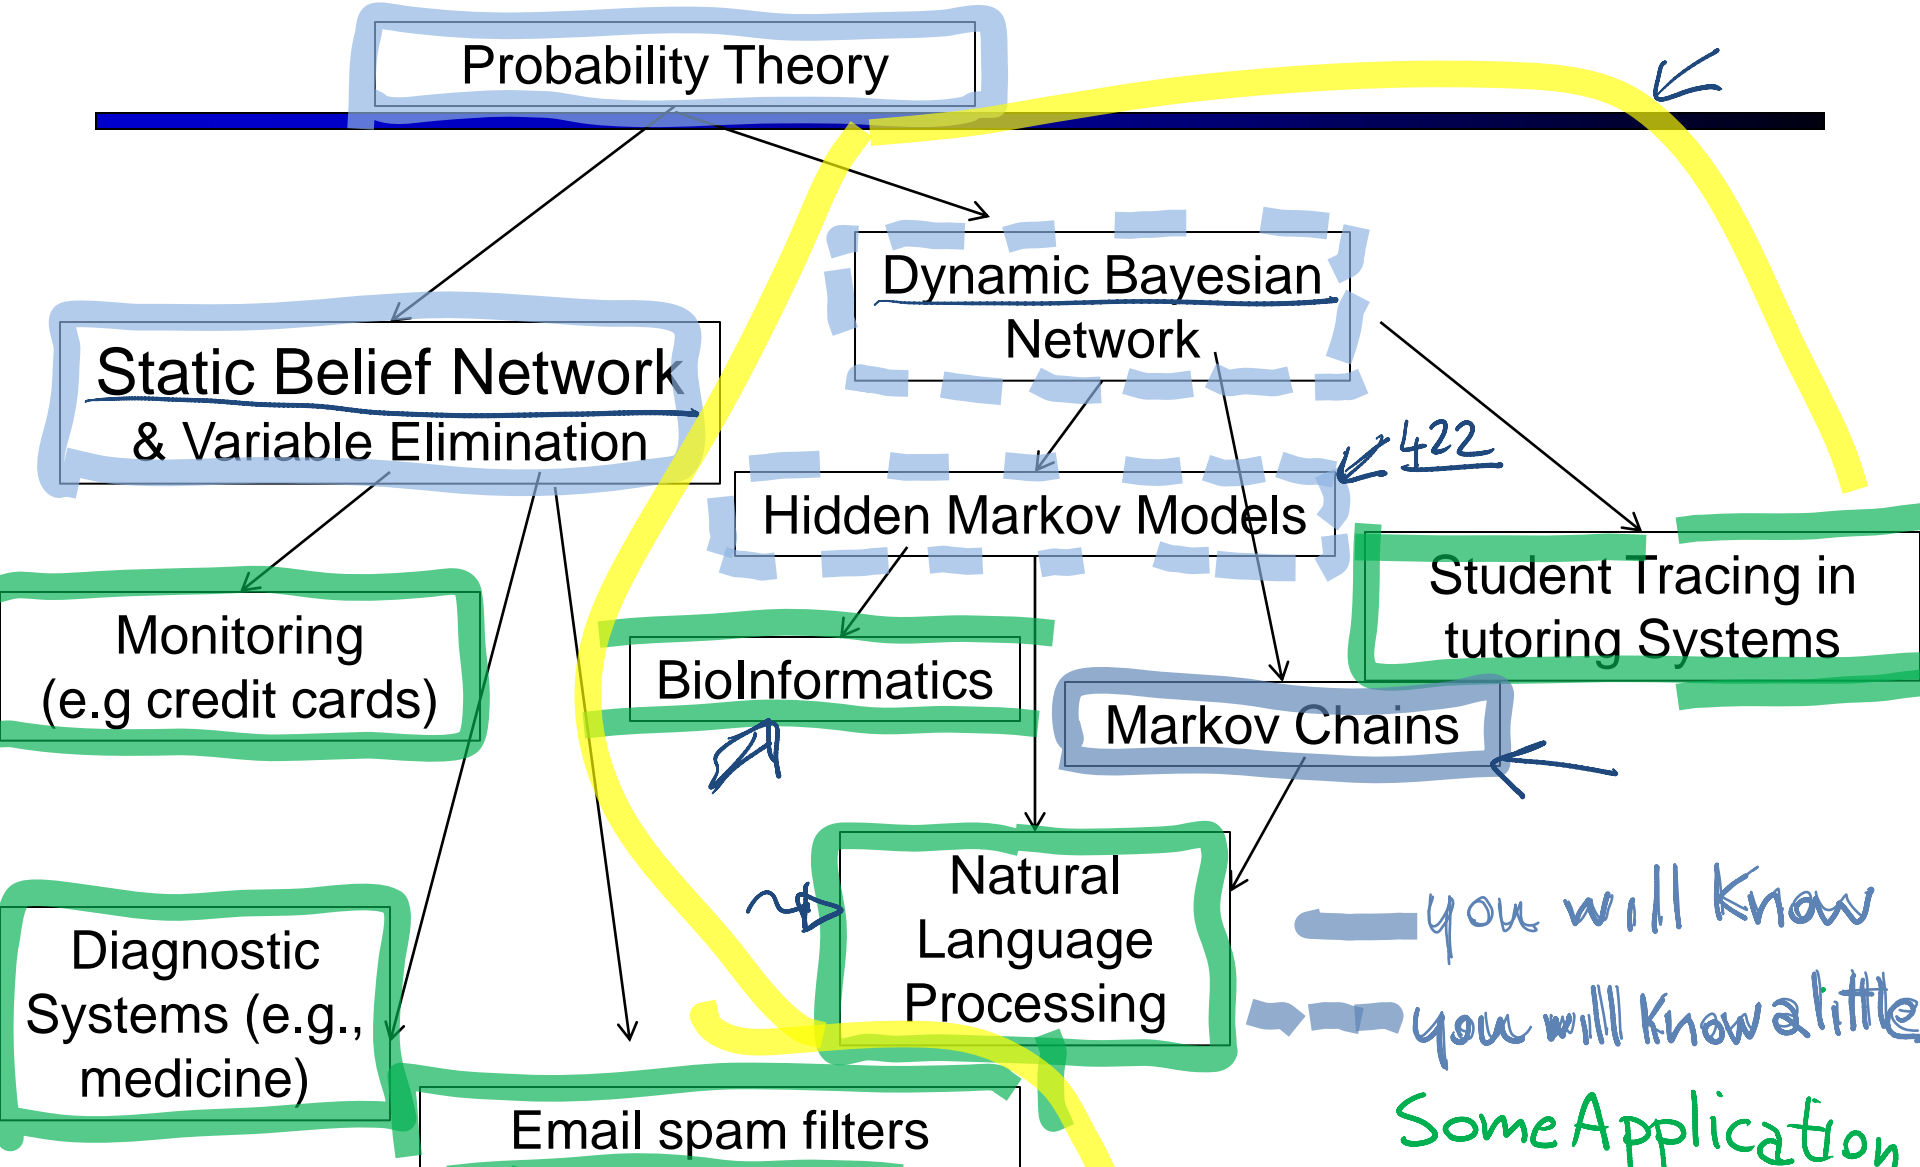 Probability Theory
Dynamic Bayesian
Network
Static Belief Network
& Variable Elimination
422
Hidden Markov Models
Student Tracing in
tutoring Systems
Monitoring
(e.g credit cards)
BioInformatics
Markov Chains
Natural
Language
Processing
you will Know
you will Know a little
Some Application
Diagnostic
Systems (e.g.,
medicine)
Email spam filters